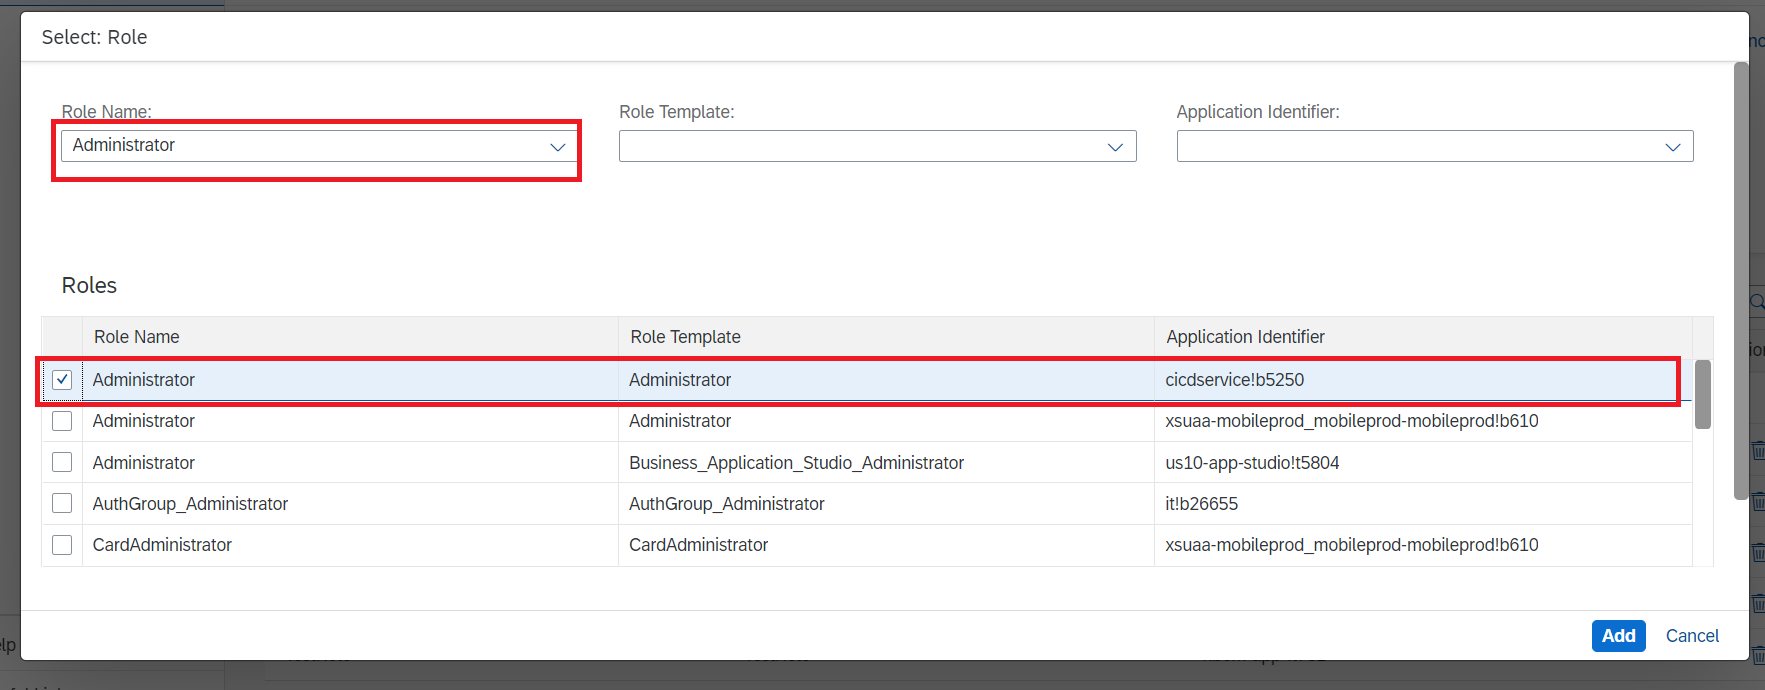 Select: Role
Role Name:
Role Template:
Application Identifier:
Administrator
Roles
Role Name Role Template Application Identifier
Administrator Administrator cicdservice!b5250
Administrator Administrator xsuaa-mobileprod_mobileprod-mobileprod!b610
Administrator Business_Application_Studio_Administrator us10-app-studio!t5804
AuthGroup_Administrator AuthGroup_Administrator it!b26655
CardAdministrator CardAdministrator xsuaa-mobileprod_mobileprod-mobileprod!b610
Add Cancel